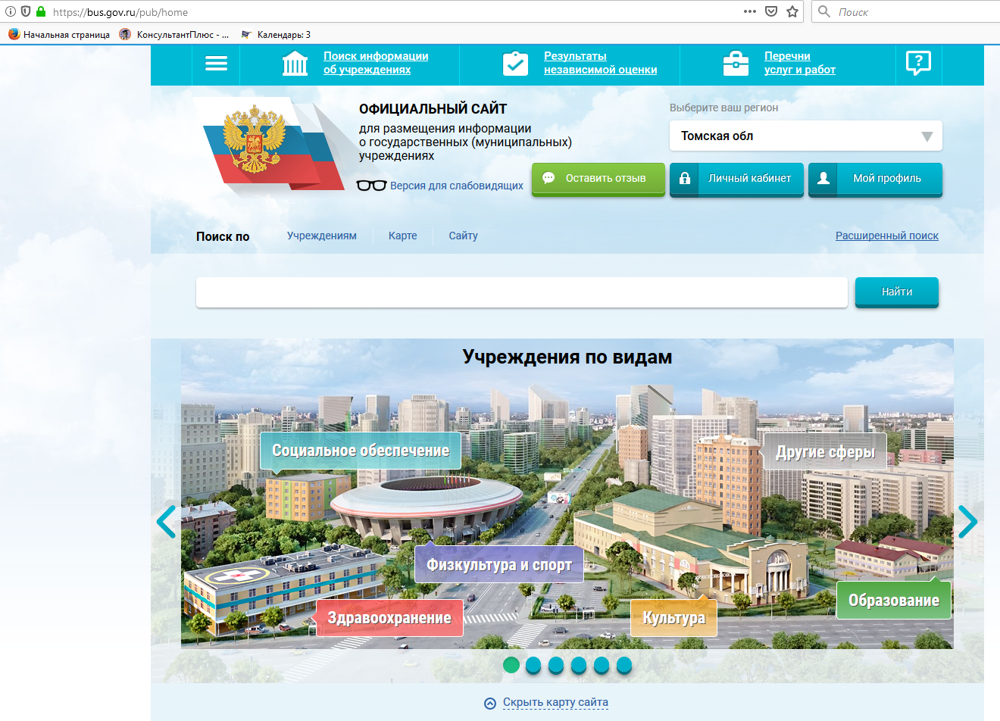 https://bus.gov.ru/pub/home
Поиск
Начальная страница
КонсультантПлюс - ...
Календарь: 3
Поиск информации
об учреждениях
Результаты
независимой оценки
Перечни
услуг и работ
ОФИЦИАЛЬНЫЙ САЙТ
для размещения информации
о государственных (муниципальных)
учреждениях
Версия для слабовидящих
Выберите ваш регион
Томская обл
Оставить отзыв
Личный кабинет
Мой профиль
Поиск по
Учреждениям
Карте
Сайту
Расширенный поиск
Найти
Учреждения по видам
Социальное обеспечение
Другие сферы
Физкультура и спорт
Образование
Здравоохранение
Культура
Скрыть карту сайта